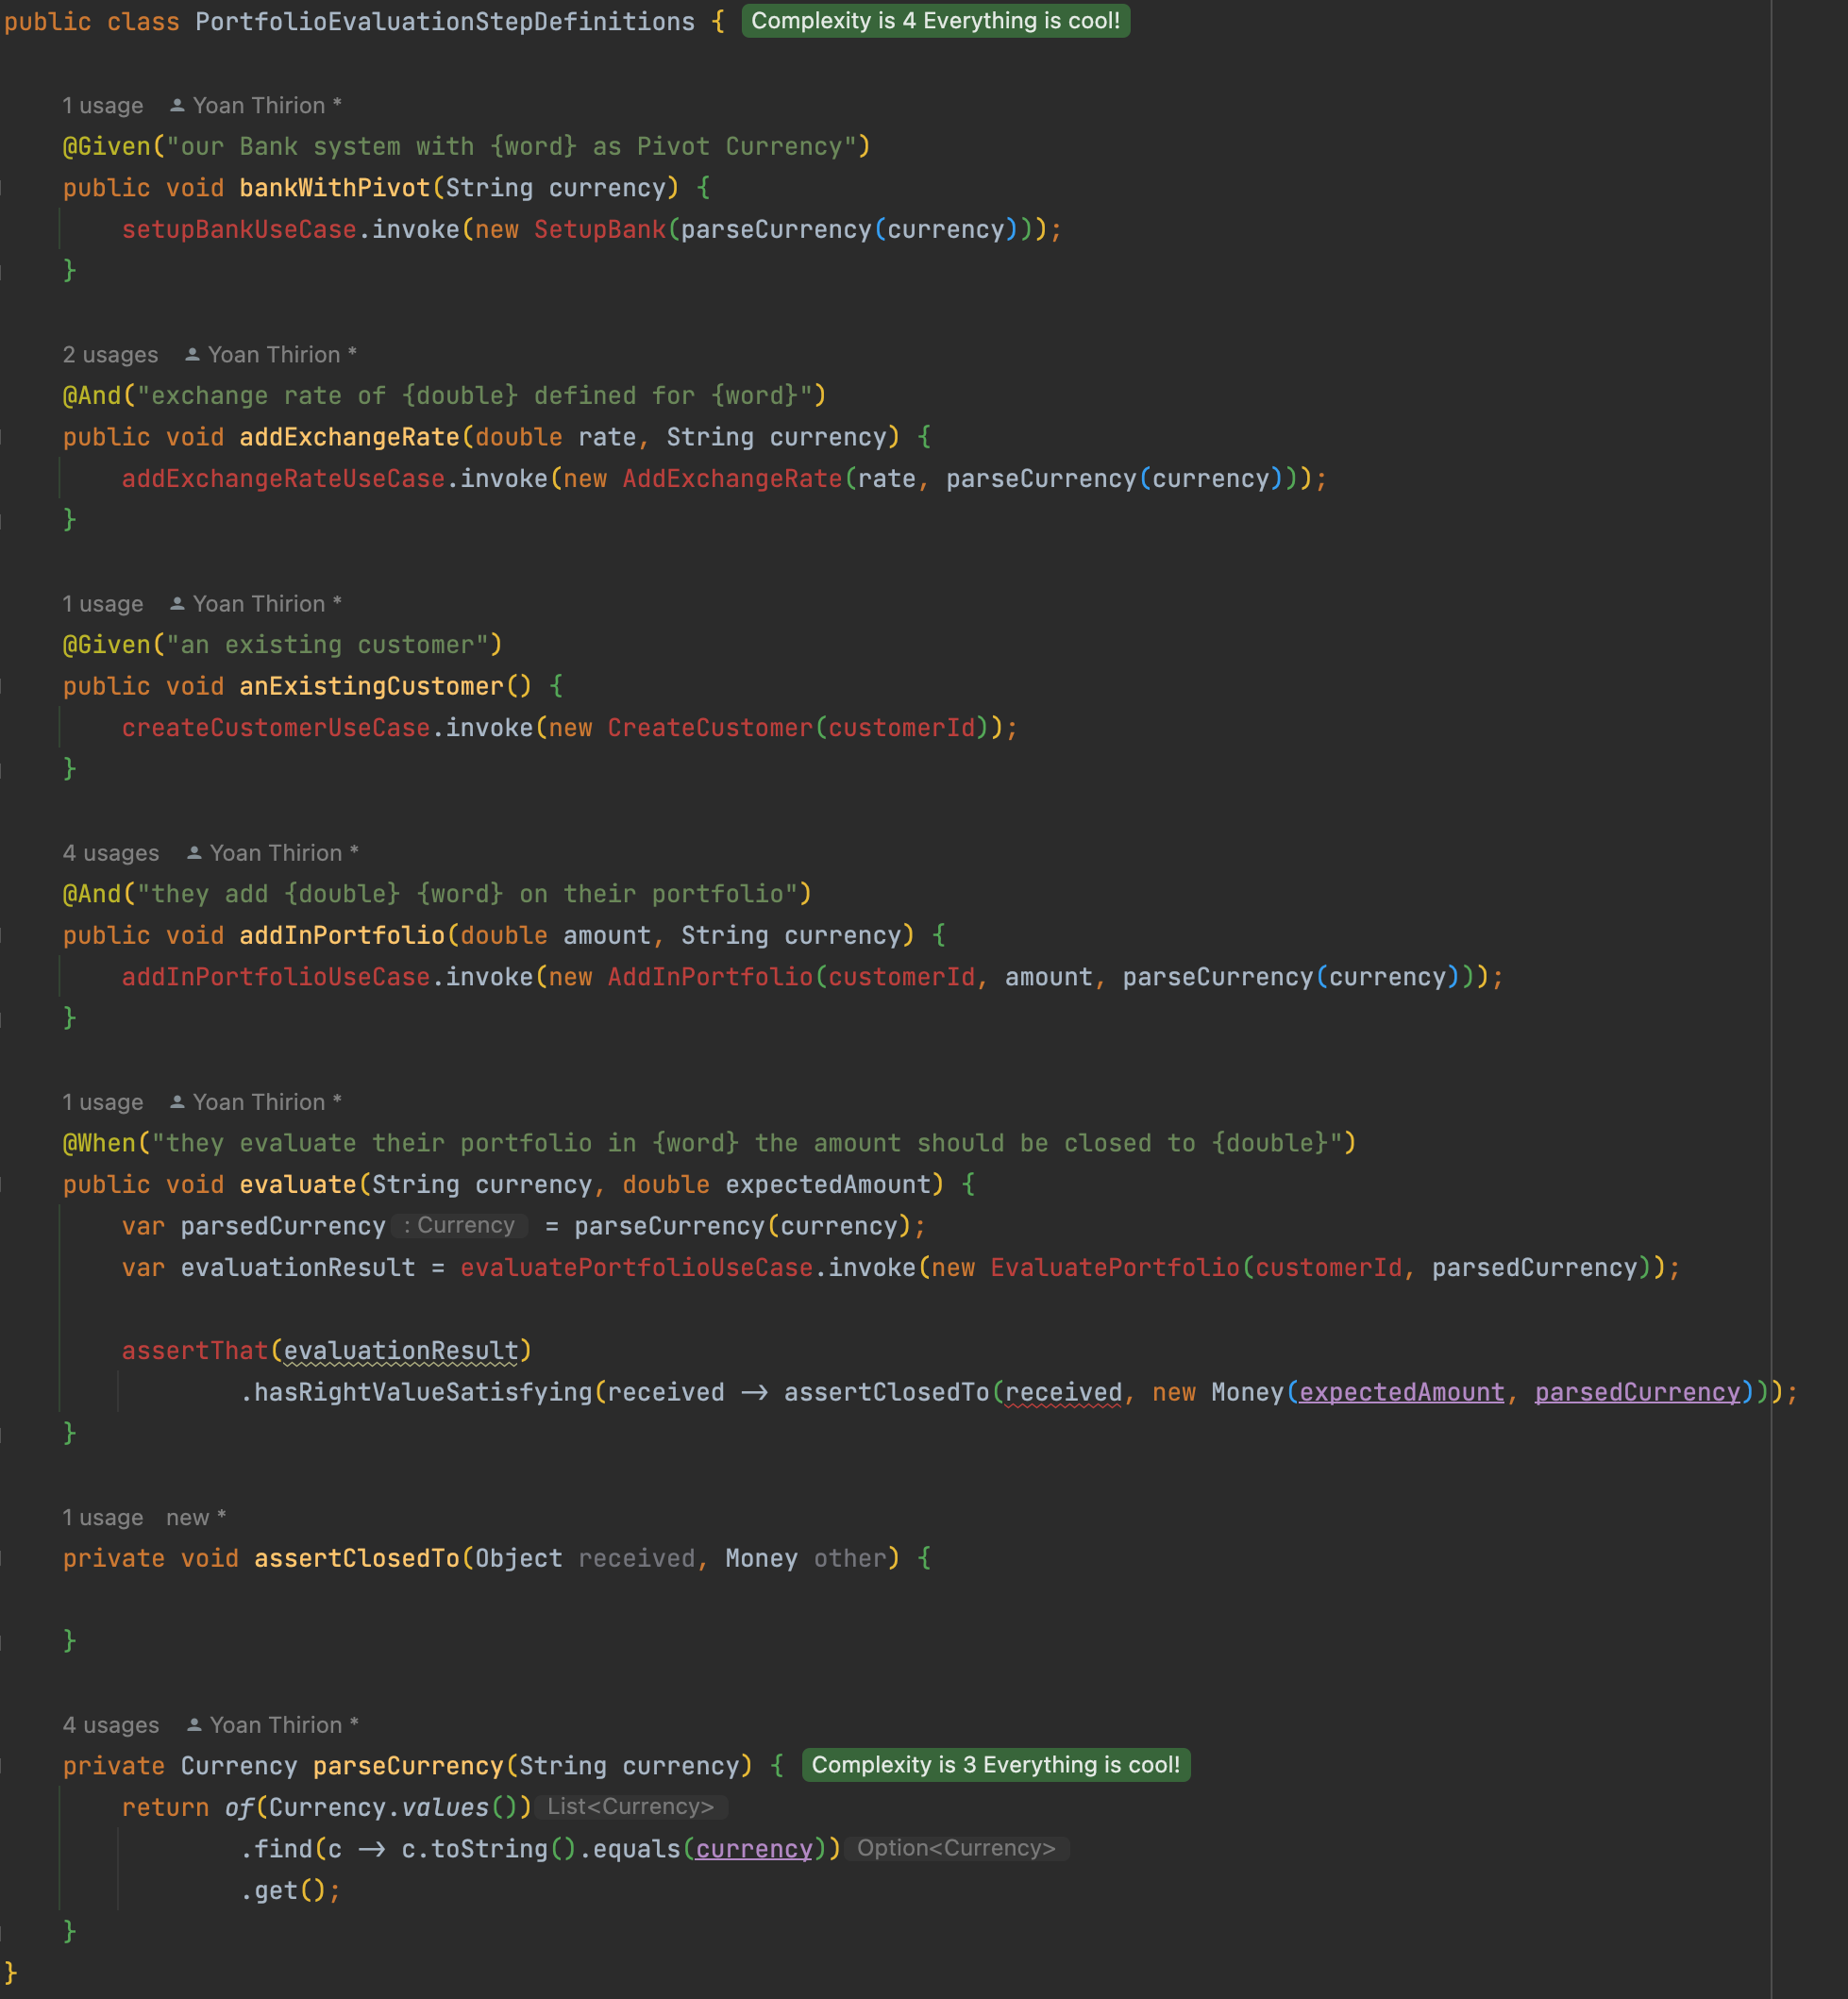 public class PortfolioEvaluationStepDefinitions { Complexity is 4 Everything is cool!
1 usage Yoan Thirion *
@Given("our Bank system with {word} as Pivot Currency")
public void bankWithPivot(String currency) {
setupBankUseCase.invoke(new SetupBank(parseCurrency(currency)));
}
2 usages Yoan Thirion *
@And("exchange rate of {double} defined for {word}")
public void addExchangeRate(double rate, String currency) {
addExchangeRateUseCase.invoke(new AddExchangeRate(rate, parseCurrency(currency)));
}
1 usage Yoan Thirion *
@Given("an existing customer")
public void anExistingCustomer() {
createCustomerUseCase.invoke(new CreateCustomer(customerId));
}
4 usages Yoan Thirion *
@And("they add {double} {word} on their portfolio")
public void addInPortfolio(double amount, String currency) {
addInPortfolioUseCase.invoke(new AddInPortfolio(customerId, amount, parseCurrency(currency)));
}
1 usage Yoan Thirion *
@When("they evaluate their portfolio in {word} the amount should be closed to {double}")
public void evaluate(String currency, double expectedAmount) {
var parsedCurrency : Currency = parseCurrency(currency);
var evaluationResult = evaluatePortfolioUseCase.invoke(new EvaluatePortfolio(customerId, parsedCurrency));
assertThat(evaluationResult)
.hasRightValueSatisfying(received -> assertClosedTo(received, new Money(expectedAmount, parsedCurrency)));
}
1 usage new *
private void assertClosedTo(Object received, Money other) {
}
4 usages Yoan Thirion *
private Currency parseCurrency(String currency) { Complexity is 3 Everything is cool!
return of(Currency.values()) List<Currency>
.find(c -> c.toString().equals(currency)) Option<Currency>
.get();
}
}